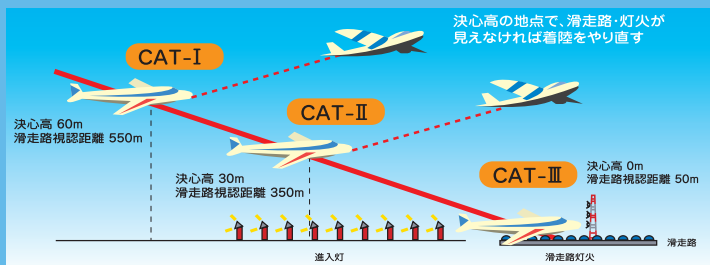 決心高の地点で、滑走路・灯火が
見えなければ着陸をやり直す
CAT-Ⅰ
決心高 60m
滑走路視認距離 550m
CAT-Ⅱ
決心高 30m
滑走路視認距離 350m
CAT-Ⅲ
決心高 0m
滑走路視認距離 50m
滑走路
進入灯
滑走路灯火